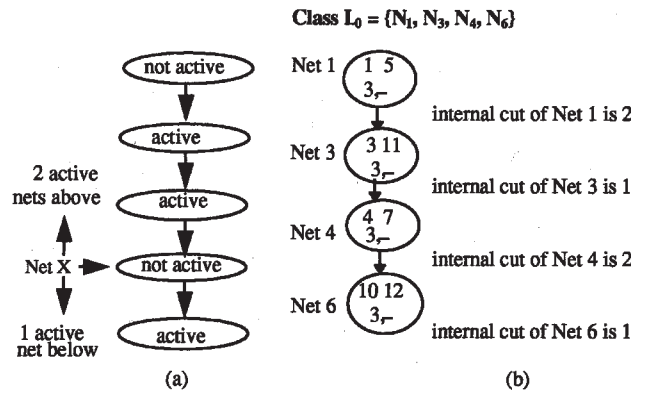 not active
active
active
not active
active
2 active
nets above
Net X
1 active
net below
(a)
Class L₀ = {N₁, N₃, N₄, N₆}
Net 1
1 5
3,–
internal cut of Net 1 is 2
Net 3
3 11
3,–
internal cut of Net 3 is 1
Net 4
4 7
3,–
internal cut of Net 4 is 2
Net 6
10 12
3,–
internal cut of Net 6 is 1
(b)